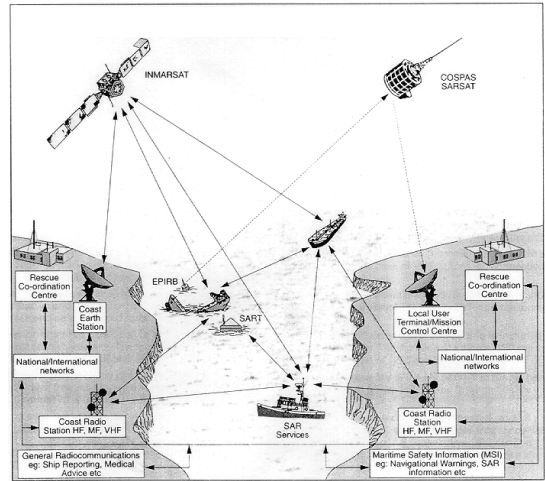 INMARSAT
COSPAS
SARSAT
EPIRB
SART
Rescue
Co-ordination
Centre
Coast
Earth
Station
National/International
networks
Coast Radio
Station HF, MF, VHF
General Radiocommunications
eg: Ship Reporting, Medical
Advice etc
SAR
Services
Rescue
Co-ordination
Centre
Local User
Terminal/Mission
Control Centre
National/International
networks
Coast Radio
Station
HF, MF, VHF
Maritime Safety Information (MSI)
eg: Navigational Warnings, SAR
information etc